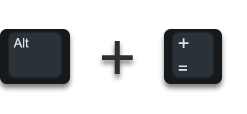 Alt + +
=